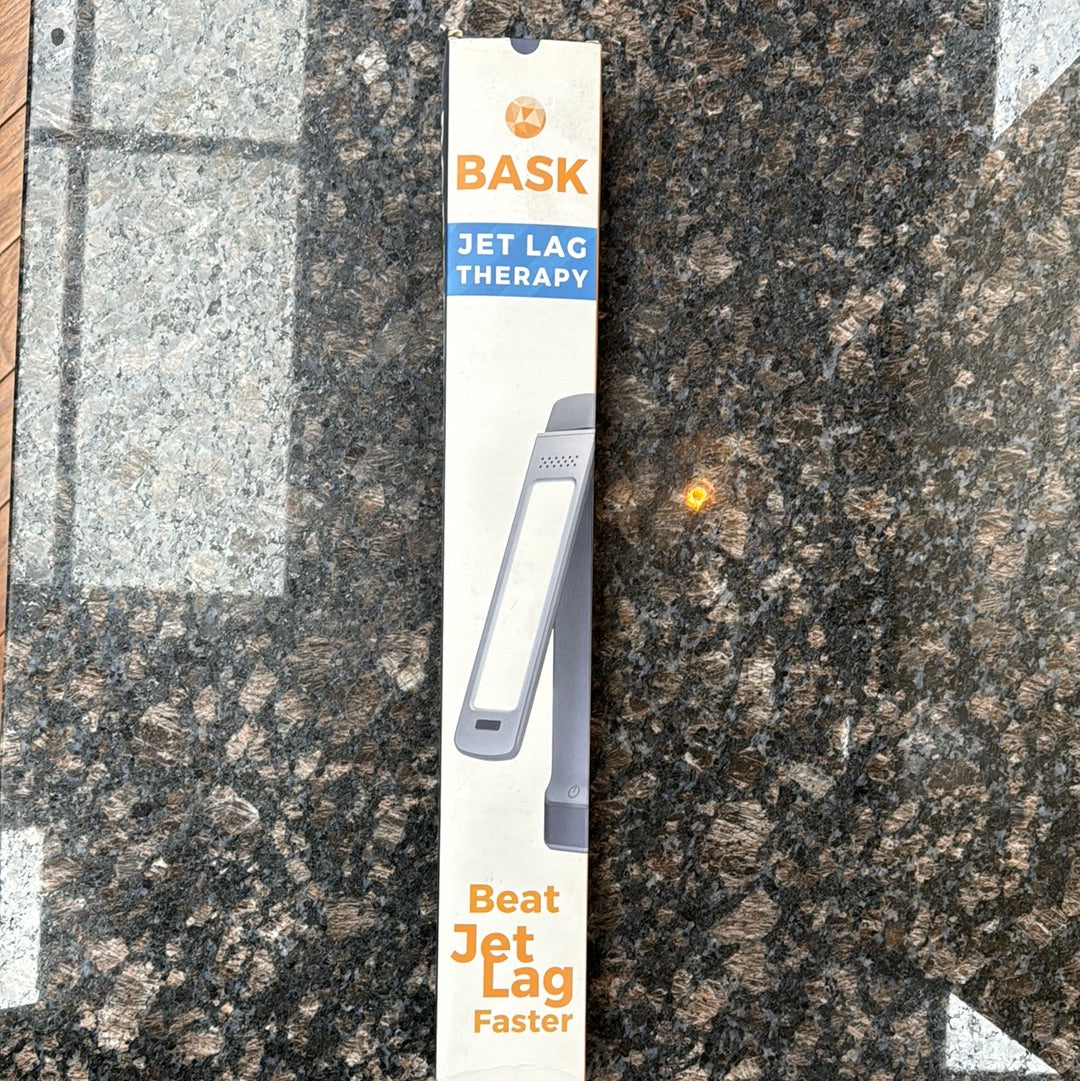 BASK
JET LAG
THERAPY
Beat
Jet
Lag
Faster